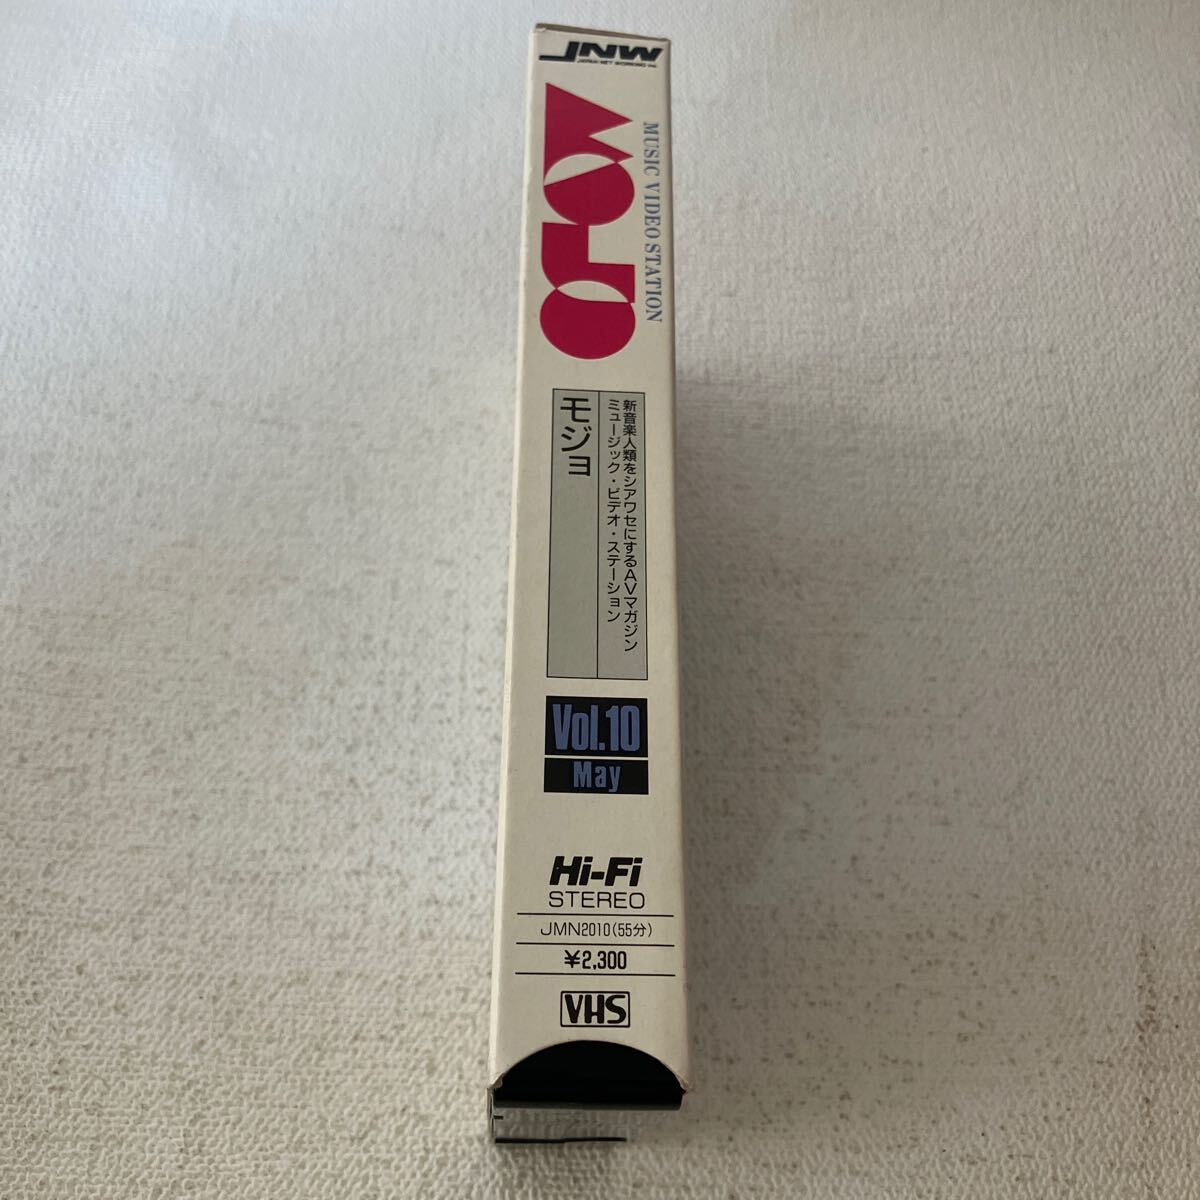 JNW
JAPAN NET WORKING Inc.
MOJO
MUSIC VIDEO STATION
新音楽人類をシアワセにするAVマガジン
ミュージック・ビデオ・ステーション
モジョ
Vol.10
May
Hi-Fi
STEREO
JMN2010(55分)
¥2,300
VHS